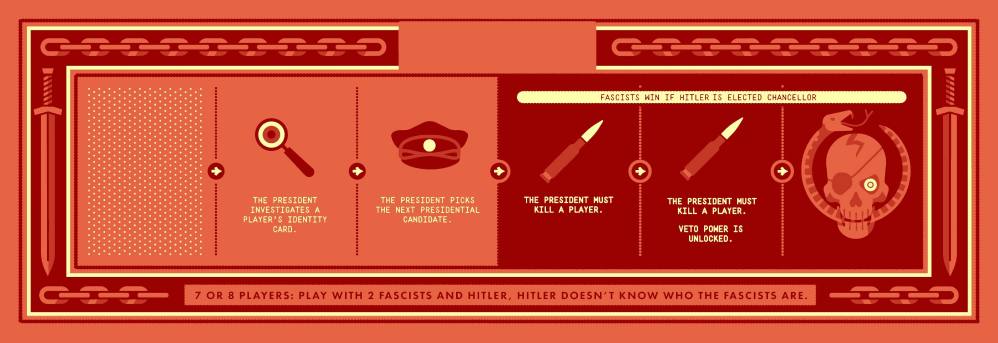 FASCISTS WIN IF HITLER IS ELECTED CHANCELLOR
THE PRESIDENT
INVESTIGATES A
PLAYER'S IDENTITY
CARD.
THE PRESIDENT PICKS
THE NEXT PRESIDENTIAL
CANDIDATE.
THE PRESIDENT MUST
KILL A PLAYER.
THE PRESIDENT MUST
KILL A PLAYER.
VETO POWER IS
UNLOCKED.
7 OR 8 PLAYERS: PLAY WITH 2 FASCISTS AND HITLER, HITLER DOESN'T KNOW WHO THE FASCISTS ARE.